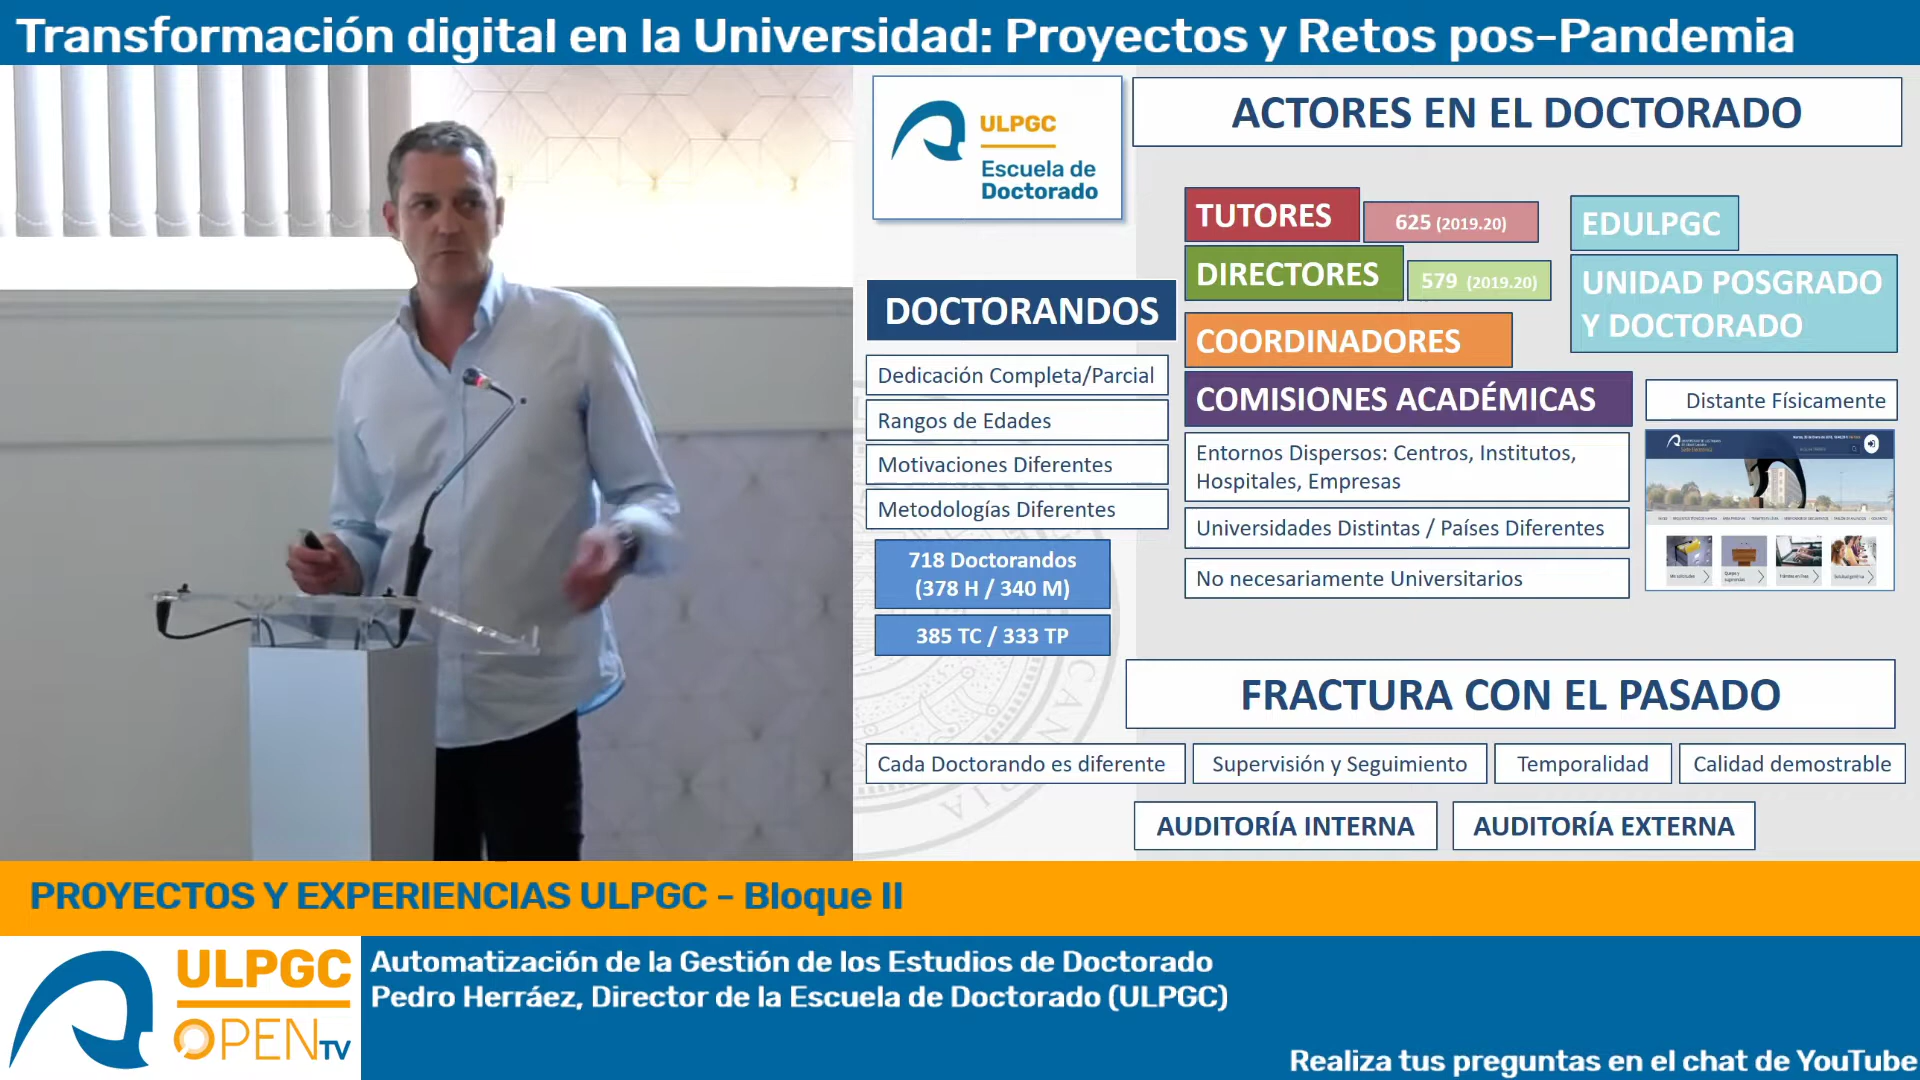 Transformación digital en la Universidad: Proyectos y Retos pos-Pandemia
ULPGC
Escuela de
Doctorado
ACTORES EN EL DOCTORADO
DOCTORANDOS
Dedicación Completa/Parcial
Rangos de Edades
Motivaciones Diferentes
Metodologías Diferentes
718 Doctorandos
(378 H / 340 M)
385 TC / 333 TP
TUTORES
625 (2019.20)
DIRECTORES
579 (2019.20)
COORDINADORES
COMISIONES ACADÉMICAS
Entornos Dispersos: Centros, Institutos,
Hospitales, Empresas
Universidades Distintas / Países Diferentes
No necesariamente Universitarios
EDULPGC
UNIDAD POSGRADO
Y DOCTORADO
Distante Físicamente
FRACTURA CON EL PASADO
Cada Doctorando es diferente
Supervisión y Seguimiento
Temporalidad
Calidad demostrable
AUDITORÍA INTERNA
AUDITORÍA EXTERNA
PROYECTOS Y EXPERIENCIAS ULPGC - Bloque II
ULPGC
OPENTV
Automatización de la Gestión de los Estudios de Doctorado
Pedro Herráez, Director de la Escuela de Doctorado (ULPGC)
Realiza tus preguntas en el chat de YouTube